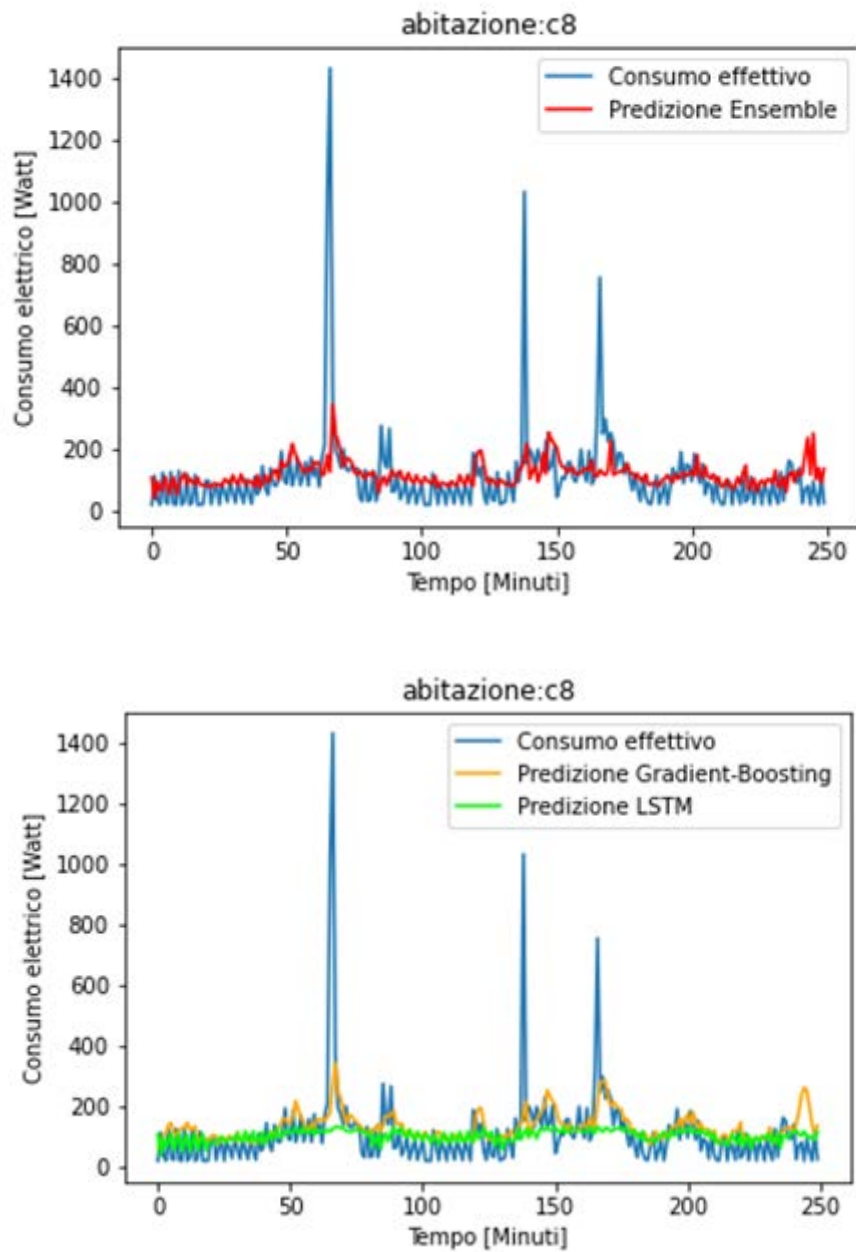 abitazione:c8
Consumo effettivo
Predizione Ensemble
1400
1200
1000
800
600
400
200
0
Consumo elettrico [Watt]
0 50 100 150 200 250
Tempo [Minuti]
abitazione:c8
Consumo effettivo
Predizione Gradient-Boosting
Predizione LSTM
1400
1200
1000
800
600
400
200
0
Consumo elettrico [Watt]
0 50 100 150 200 250
Tempo [Minuti]